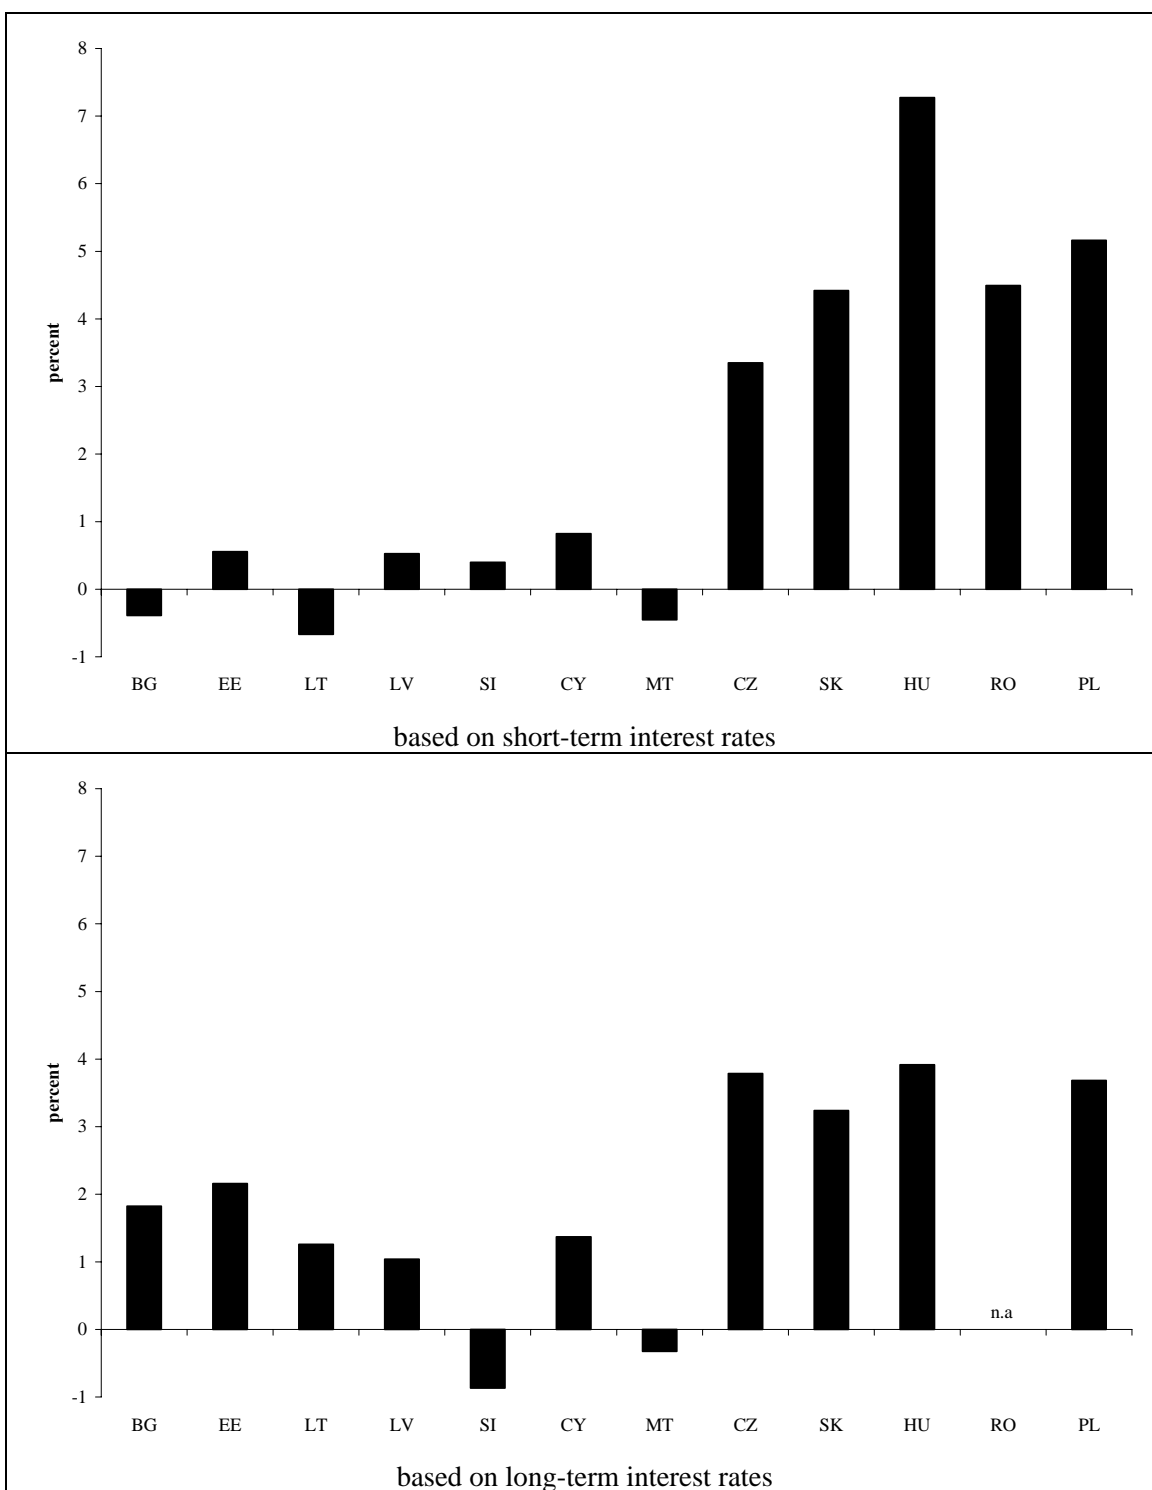 8
7
6
5
4
3
2
1
0
-1
percent
BG EE LT LV SI CY MT CZ SK HU RO PL
based on short-term interest rates
8
7
6
5
4
3
2
1
0
-1
percent
n.a
BG EE LT LV SI CY MT CZ SK HU RO PL
based on long-term interest rates